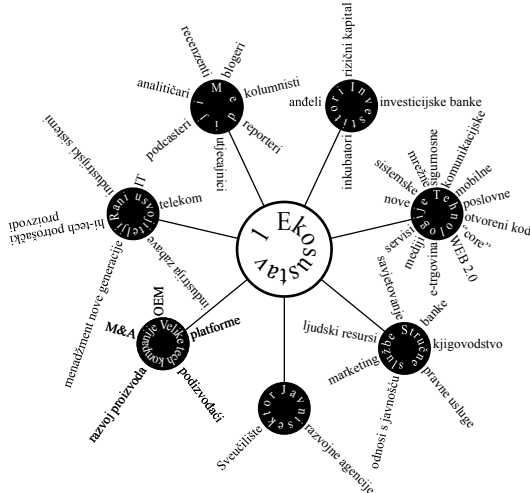 Ekosustav 1
Mediji
recenzenti
blogeri
analitičari
kolumnisti
podcasteri
reporteri
utjecajnici
Investitori
rizični kapital
anđeli
investicijske banke
inkubatori
Tehnologije
sigurnosne
komunikacijske
mrežne
mobilne
sistemske
poslovne
nove
otvoreni kod
servisi
"core"
mediji
WEB 2.0
e-trgovina
Stručne službe
savjetovanje
banke
ljudski resursi
knjigovodstvo
marketing
pravne usluge
odnosi s javnošću
Javni sektor
Sveučilište
razvojne agencije
Velike tech kompanije
OEM
M&A
platforme
razvoj proizvoda
podizvođači
Rani usvojitelji
industrijski sistemi
IT
telekom
hi-tech potrošački
proizvodi
industrija zabave
menadžment nove generacije